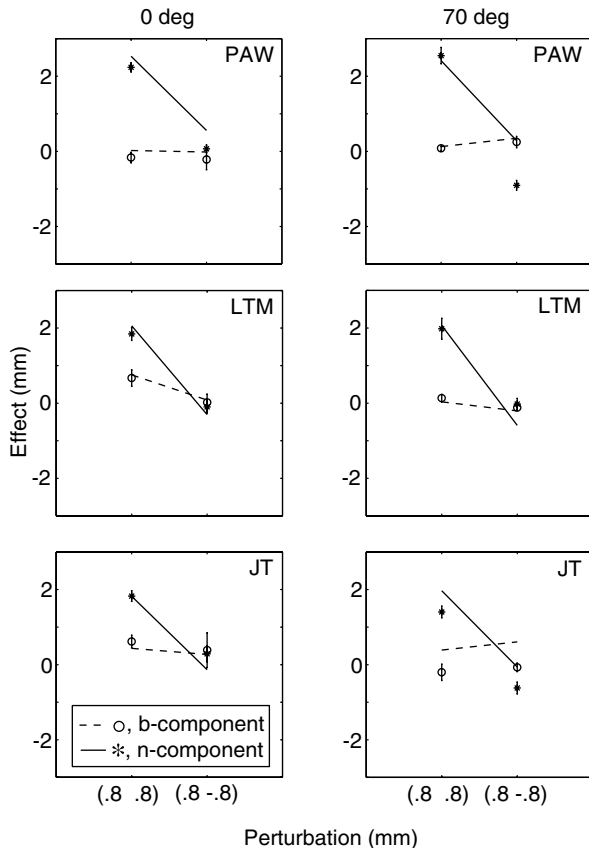 0 deg
70 deg
PAW
PAW
2
0
-2
2
0
-2
LTM
LTM
2
0
-2
2
0
-2
Effect (mm)
JT
JT
2
0
-2
2
0
-2
o, b-component
*, n-component
(.8 .8) (.8 -.8)
(.8 .8) (.8 -.8)
Perturbation (mm)